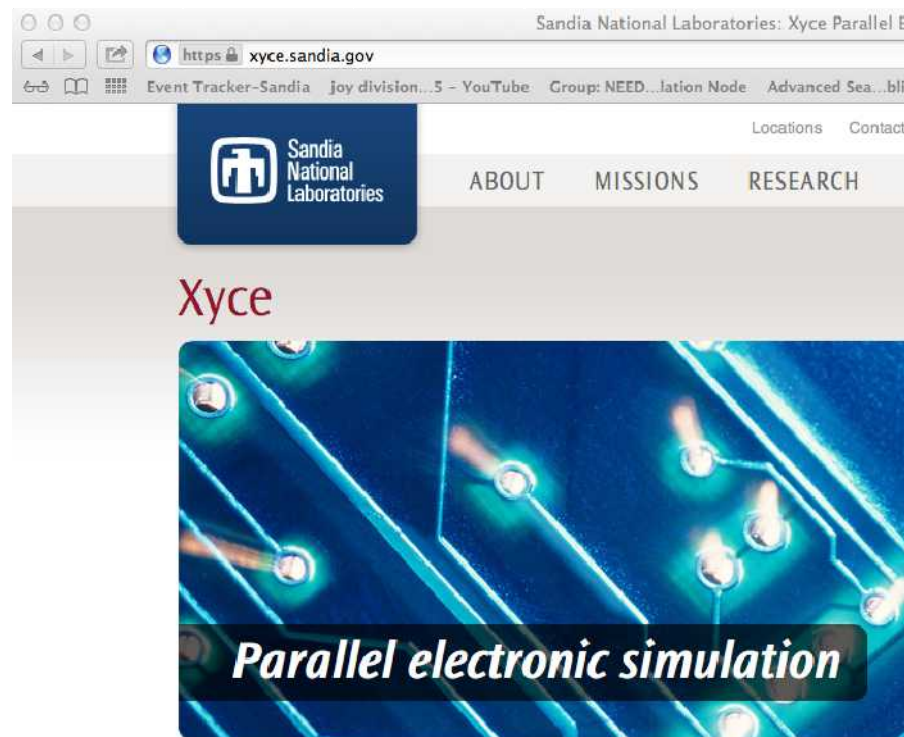 Sandia National Laboratories: Xyce Parallel E
https xyce.sandia.gov
Event Tracker-Sandia joy division...5 - YouTube Group: NEED...lation Node Advanced Sea...bli
Locations Contact
Sandia
National
Laboratories
ABOUT MISSIONS RESEARCH
Xyce
Parallel electronic simulation